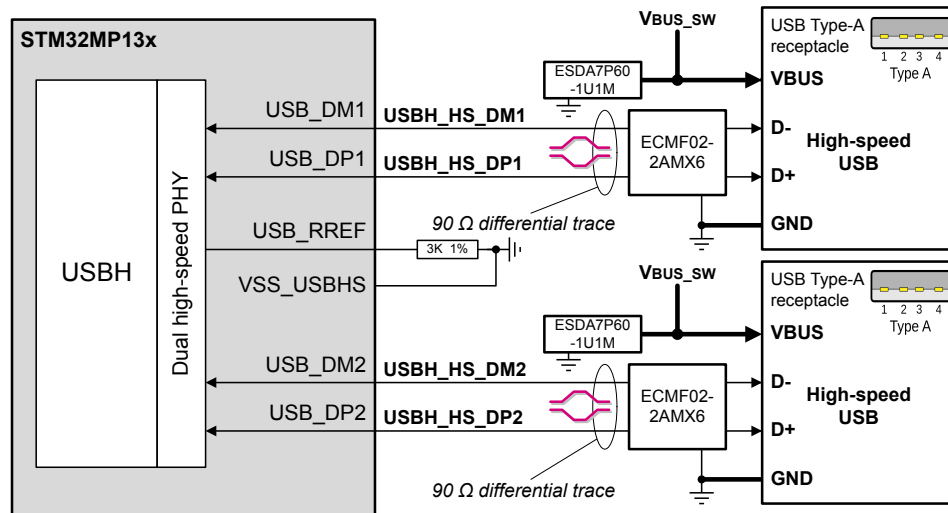 STM32MP13x
USBH
Dual high-speed PHY
USB_DM1
USBH_HS_DM1
USB_DP1
USBH_HS_DP1
USB_RREF
3K 1%
VSS_USBHS
USB_DM2
USBH_HS_DM2
USB_DP2
USBH_HS_DP2
VBUS_SW
ESDA7P60
-1U1M
ECMF02-
2AMX6
90 Ω differential trace
USB Type-A
receptacle
1 2 3 4
Type A
VBUS
D-
High-speed
USB
D+
GND
VBUS_SW
ESDA7P60
-1U1M
ECMF02-
2AMX6
90 Ω differential trace
USB Type-A
receptacle
1 2 3 4
Type A
VBUS
D-
High-speed
USB
D+
GND